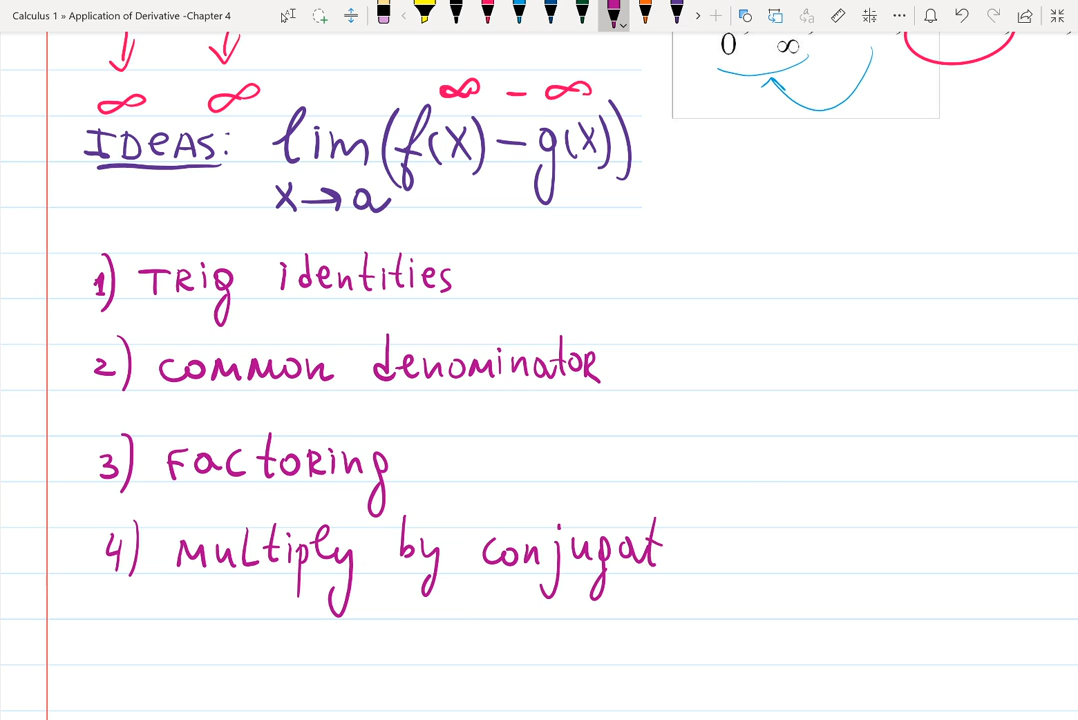 Calculus 1 » Application of Derivative -Chapter 4
0 ∞
∞ ∞ ∞ - ∞
IDeAS: lim (f(x) - g(x))
x→a
1) TRig identities
2) common denominatoR
3) FactoRing
4) Multiply by conjugat